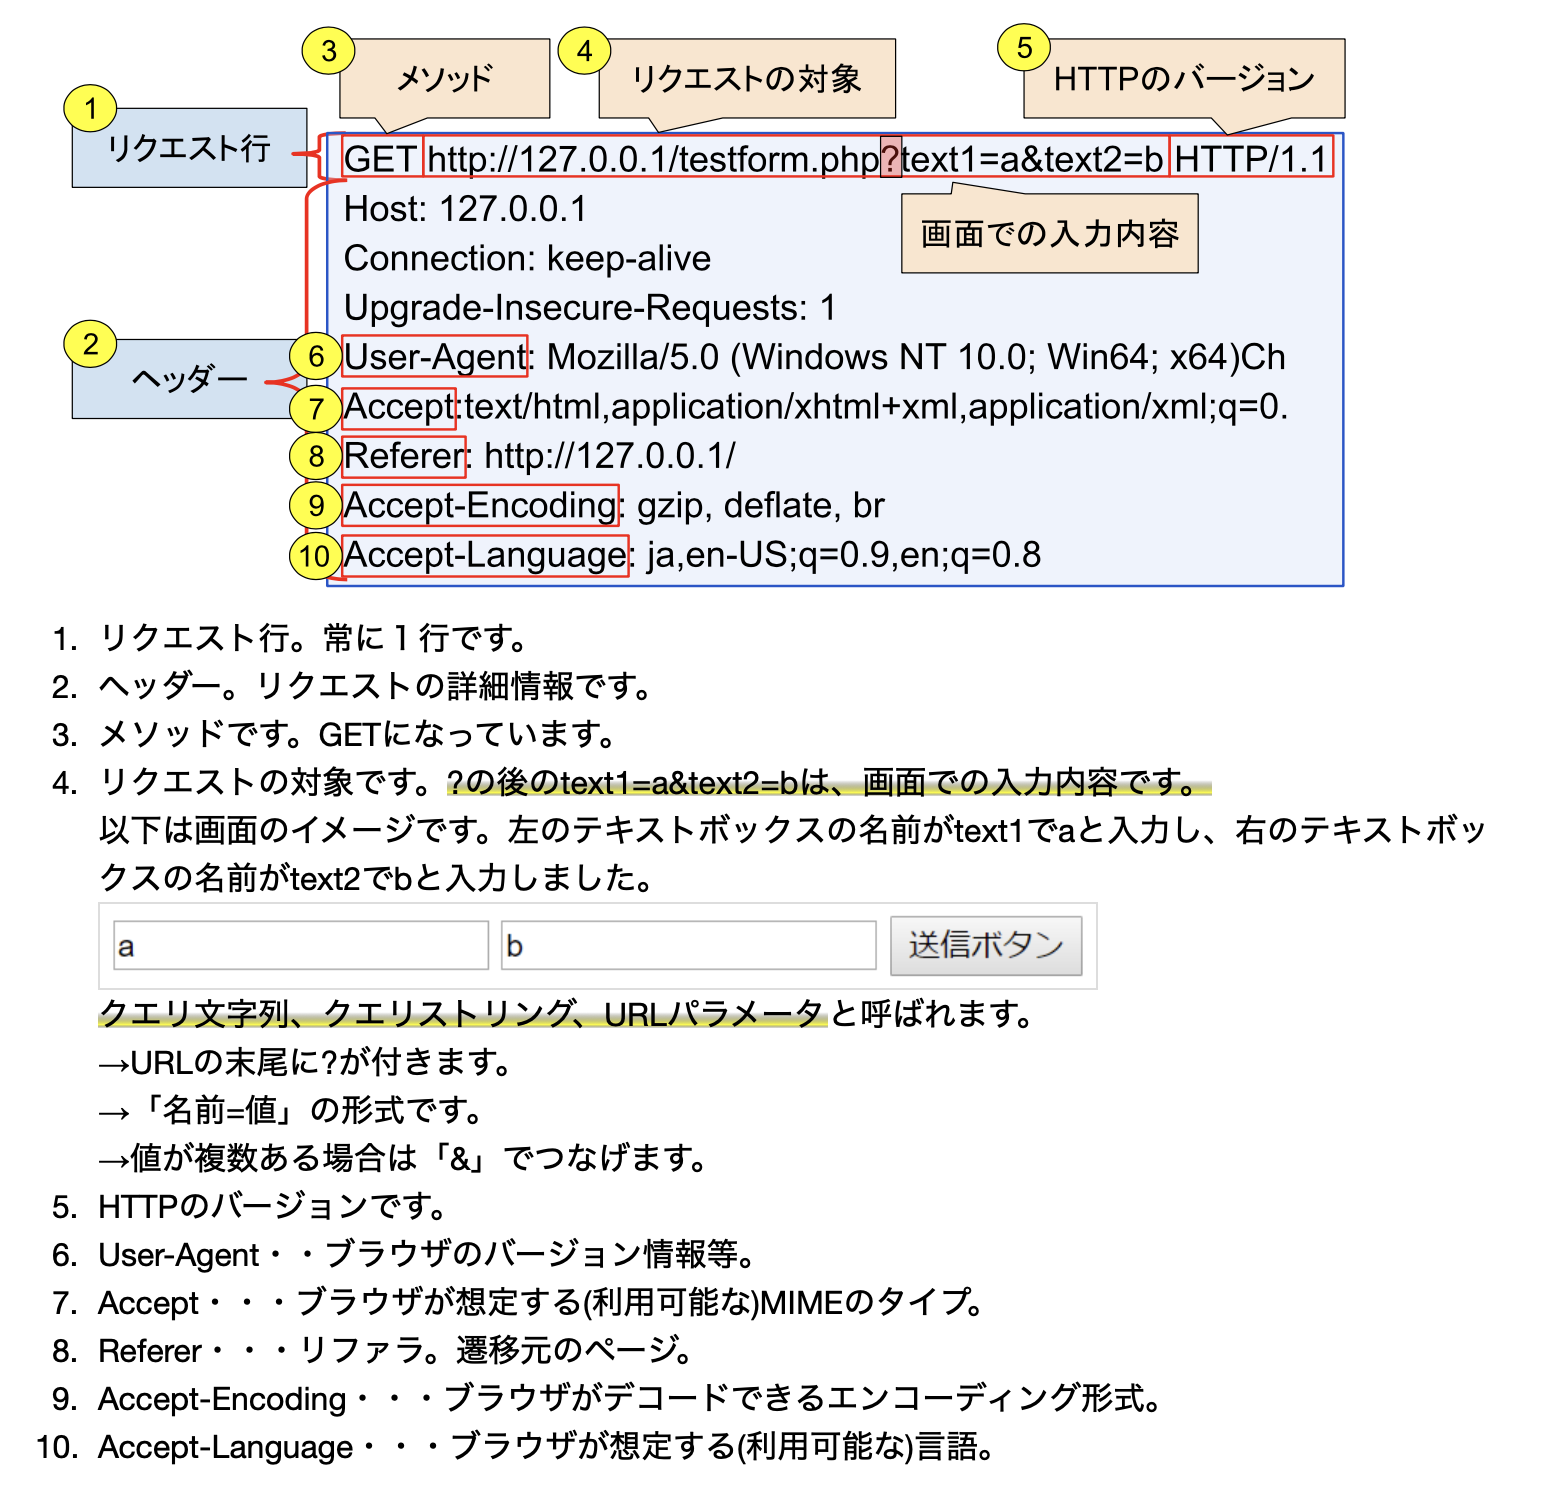 3 メソッド
4 リクエストの対象
5 HTTPのバージョン
1 リクエスト行
GET http://127.0.0.1/testform.php?text1=a&text2=b HTTP/1.1
Host: 127.0.0.1
画面での入力内容
Connection: keep-alive
Upgrade-Insecure-Requests: 1
2 ヘッダー
6 User-Agent: Mozilla/5.0 (Windows NT 10.0; Win64; x64)Ch
7 Accept:text/html,application/xhtml+xml,application/xml;q=0.
8 Referer: http://127.0.0.1/
9 Accept-Encoding: gzip, deflate, br
10 Accept-Language: ja,en-US;q=0.9,en;q=0.8
1. リクエスト行。常に１行です。
2. ヘッダー。リクエストの詳細情報です。
3. メソッドです。GETになっています。
4. リクエストの対象です。?の後のtext1=a&text2=bは、画面での入力内容です。
以下は画面のイメージです。左のテキストボックスの名前がtext1でaと入力し、右のテキストボッ
クスの名前がtext2でbと入力しました。
a b 送信ボタン
クエリ文字列、クエリストリング、URLパラメータと呼ばれます。
→URLの末尾に?が付きます。
→「名前=値」の形式です。
→値が複数ある場合は「&」でつなげます。
5. HTTPのバージョンです。
6. User-Agent・・ブラウザのバージョン情報等。
7. Accept・・・ブラウザが想定する(利用可能な)MIMEのタイプ。
8. Referer・・・リファラ。遷移元のページ。
9. Accept-Encoding・・・ブラウザがデコードできるエンコーディング形式。
10. Accept-Language・・・ブラウザが想定する(利用可能な)言語。